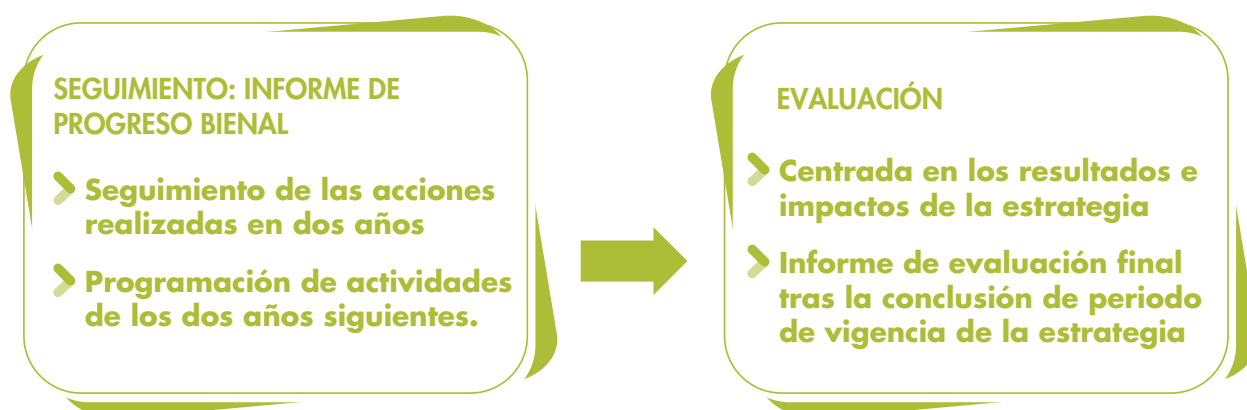 SEGUIMIENTO: INFORME DE
PROGRESO BIENAL
Seguimiento de las acciones
realizadas en dos años
Programación de actividades
de los dos años siguientes.
EVALUACIÓN
Centrada en los resultados e
impactos de la estrategia
Informe de evaluación final
tras la conclusión de periodo
de vigencia de la estrategia